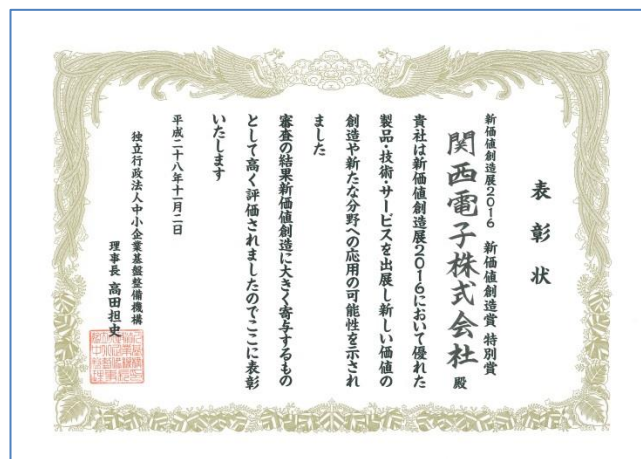 表彰状
新価値創造展2016 新価値創造賞 特別賞
関西電子株式会社 殿
貴社は新価値創造展2016において優れた
製品・技術・サービスを出展し新しい価値の
創造や新たな分野への応用の可能性を示され
ました
審査の結果新価値創造に大きく寄与するもの
として高く評価されましたのでここに表彰
いたします
平成二十八年十一月二日
独立行政法人中小企業基盤整備機構
理事長 高田坦史